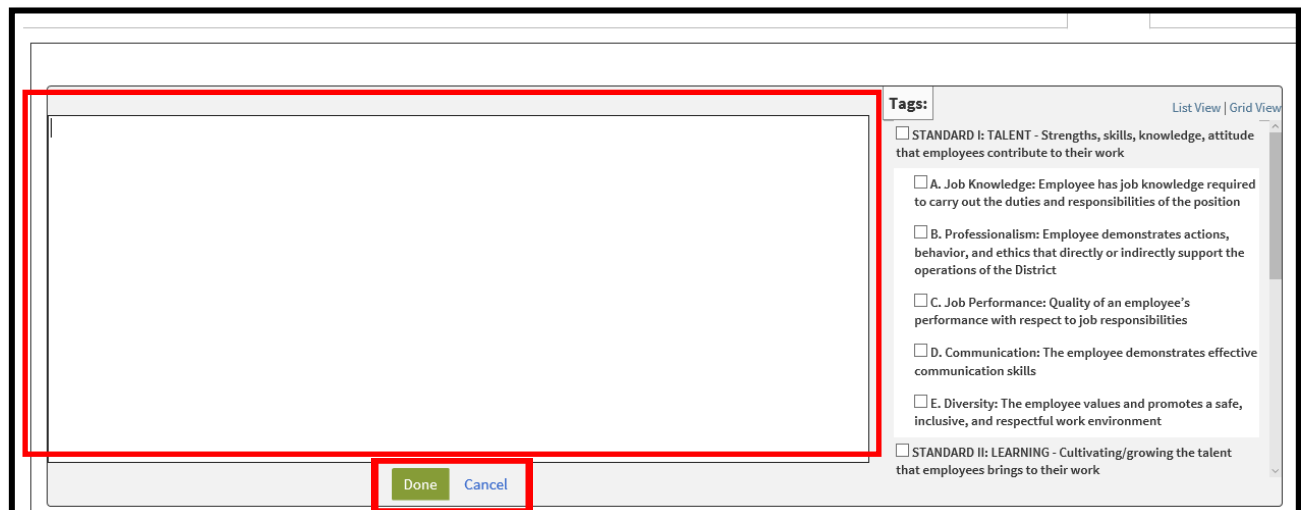 Tags:
List View | Grid View
STANDARD I: TALENT - Strengths, skills, knowledge, attitude
that employees contribute to their work
A. Job Knowledge: Employee has job knowledge required
to carry out the duties and responsibilities of the position
B. Professionalism: Employee demonstrates actions,
behavior, and ethics that directly or indirectly support the
operations of the District
C. Job Performance: Quality of an employee’s
performance with respect to job responsibilities
D. Communication: The employee demonstrates effective
communication skills
E. Diversity: The employee values and promotes a safe,
inclusive, and respectful work environment
STANDARD II: LEARNING - Cultivating/growing the talent
that employees brings to their work
Done Cancel